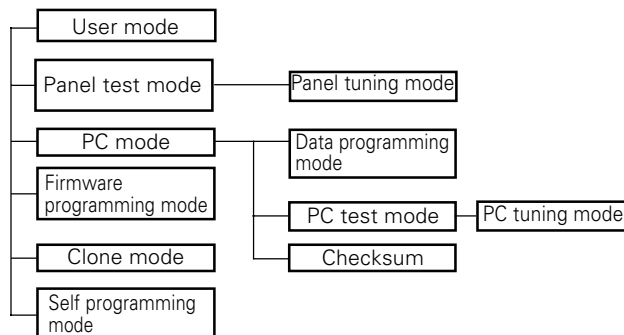 User mode
Panel test mode
Panel tuning mode
PC mode
Data programming
mode
Firmware
programming mode
PC test mode
PC tuning mode
Clone mode
Checksum
Self programming
mode